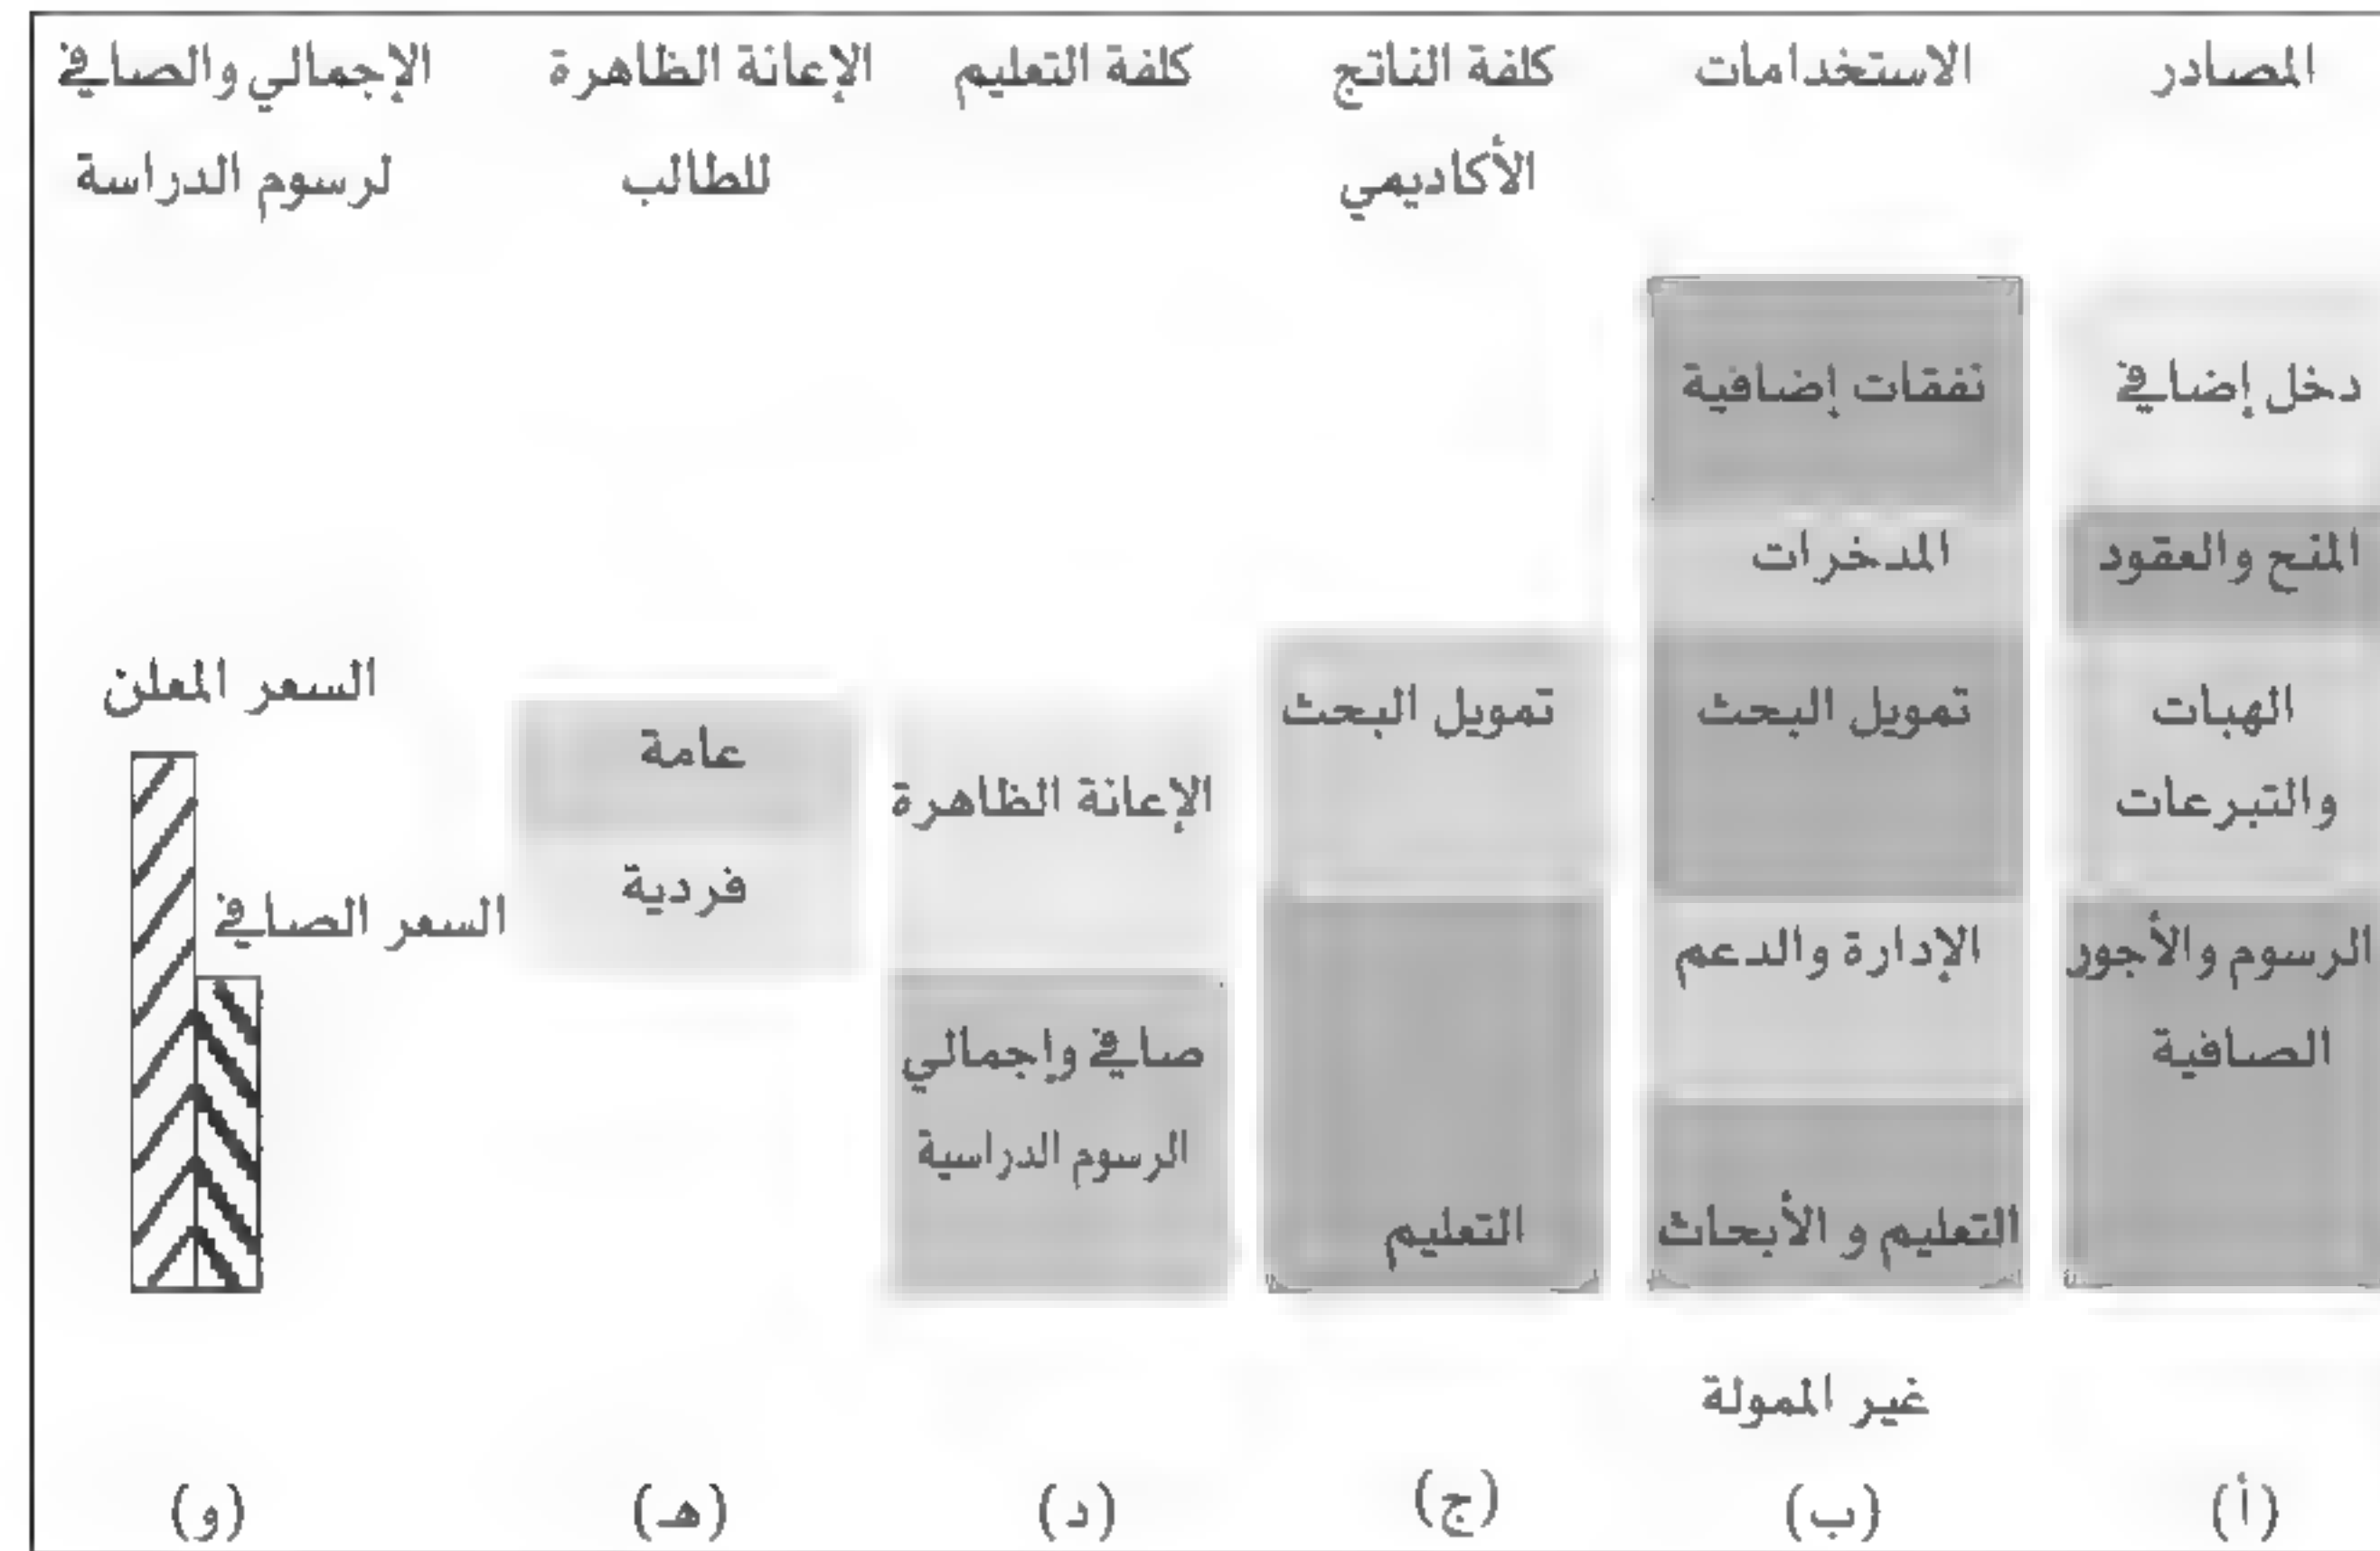 المصادر
الاستخدامات
كلفة الناتج
الأكاديمي
كلفة التعليم
الإعانة الظاهرة
للطالب
الإجمالي والصافي
لرسوم الدراسة
دخل إضافي
المنح والعقود
الهبات
والتبرعات
الرسوم والأجور
الصافية
نفقات إضافية
المدخرات
تمويل البحث
الإدارة والدعم
التعليم و الأبحاث
غير الممولة
تمويل البحث
التعليم
الإعانة الظاهرة
صافي وإجمالي
الرسوم الدراسية
عامة
فردية
السعر المعلن
السعر الصافي
(أ)
(ب)
(ج)
(د)
(هـ)
(و)